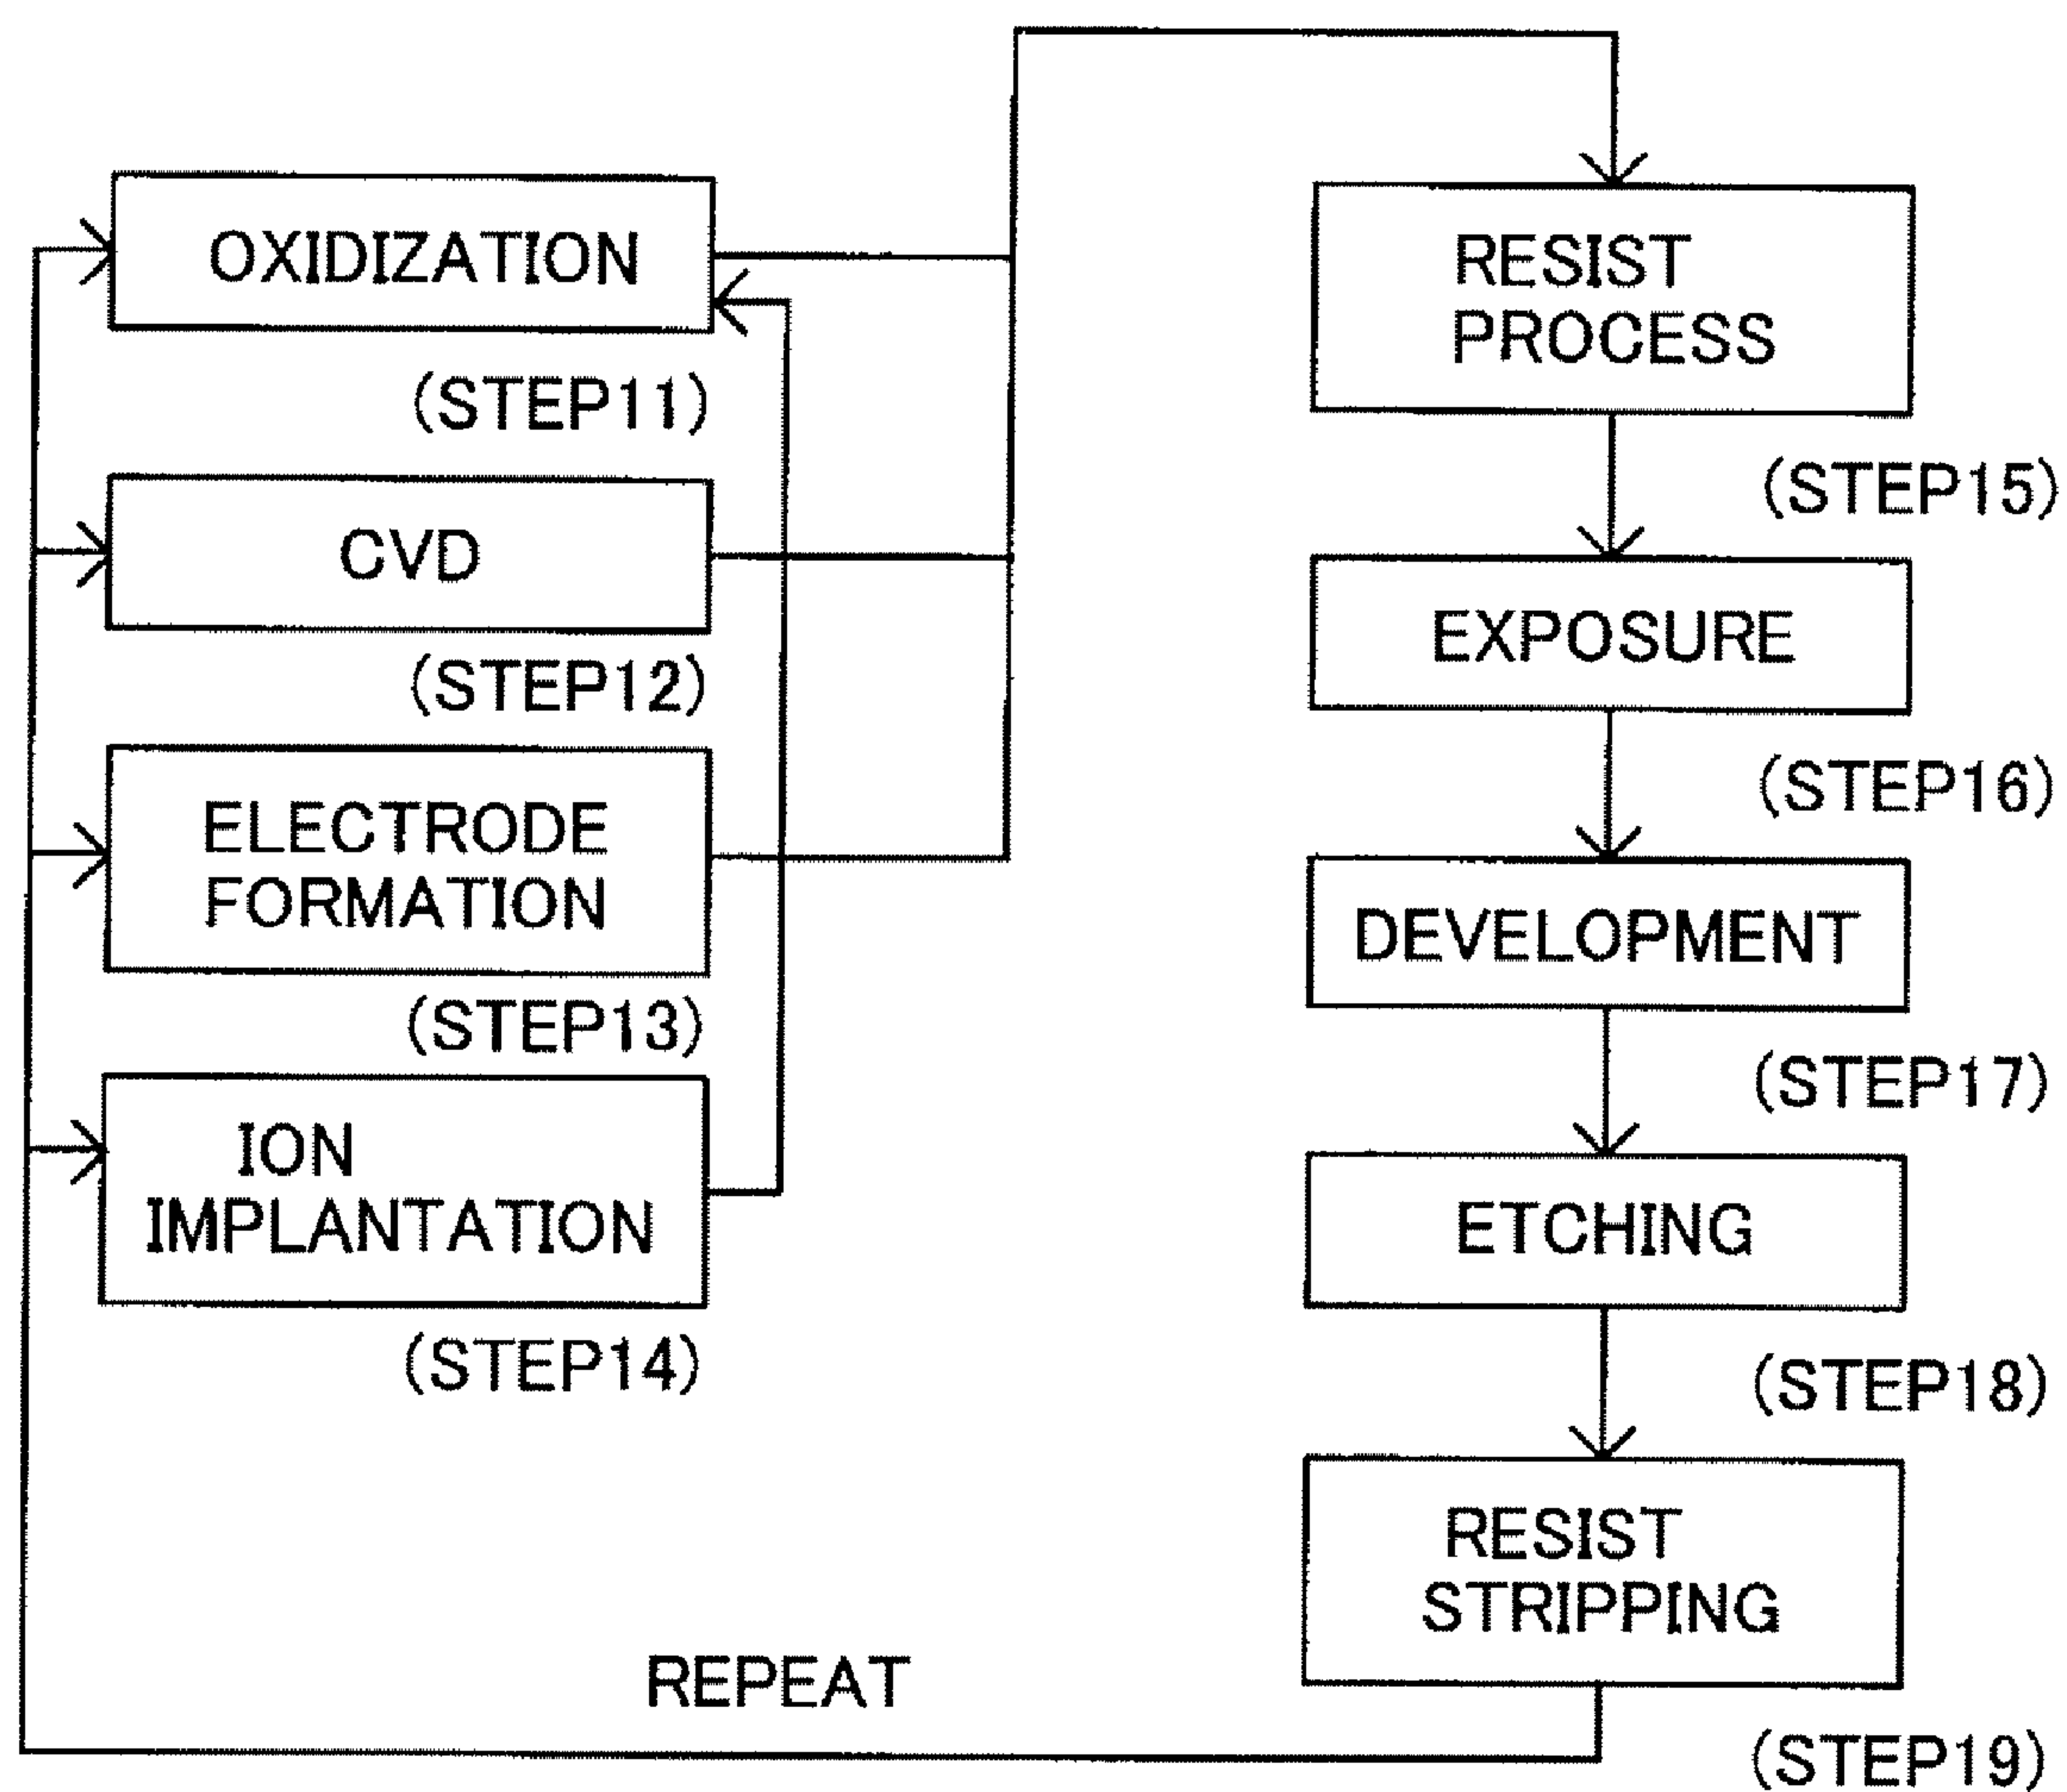 OXIDIZATION
(STEP11)
CVD
(STEP12)
ELECTRODE
FORMATION
(STEP13)
ION
IMPLANTATION
(STEP14)
RESIST
PROCESS
(STEP15)
EXPOSURE
(STEP16)
DEVELOPMENT
(STEP17)
ETCHING
(STEP18)
RESIST
STRIPPING
(STEP19)
REPEAT